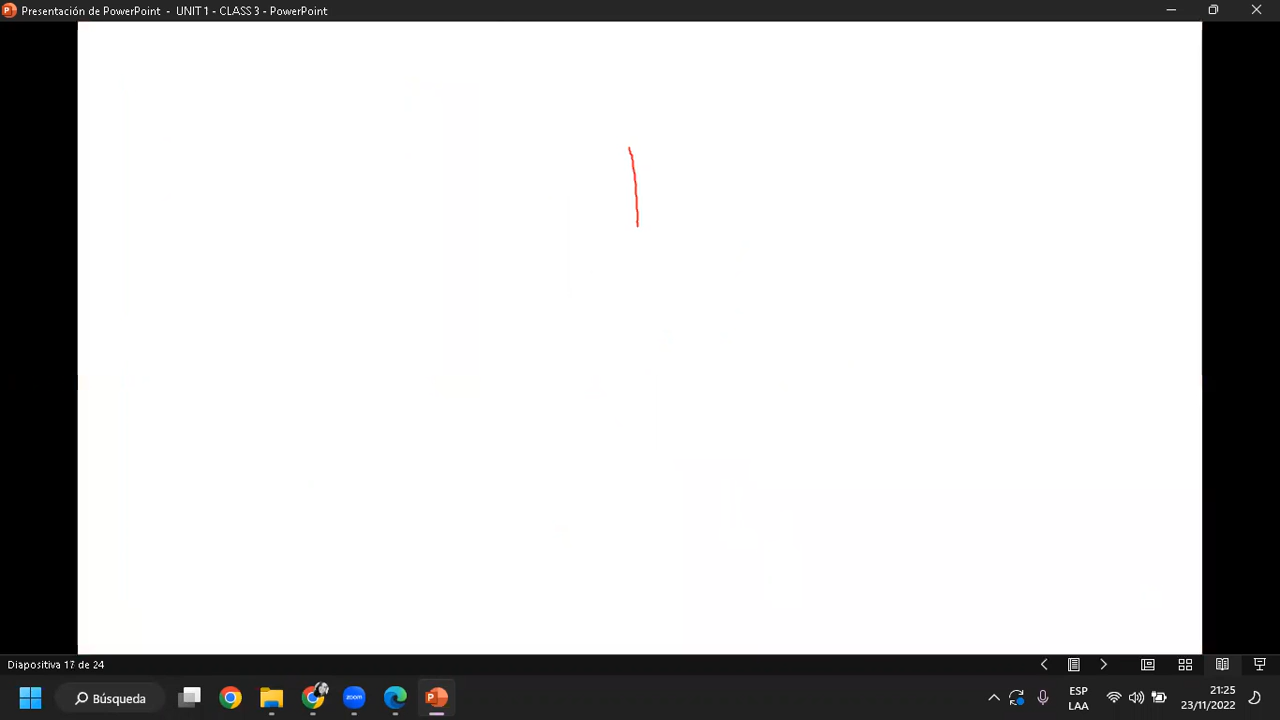 Presentación de PowerPoint - UNIT 1 - CLASS 3 - PowerPoint
Diapositiva 17 de 24
Búsqueda
zoom
ESP
LAA
21:25
23/11/2022